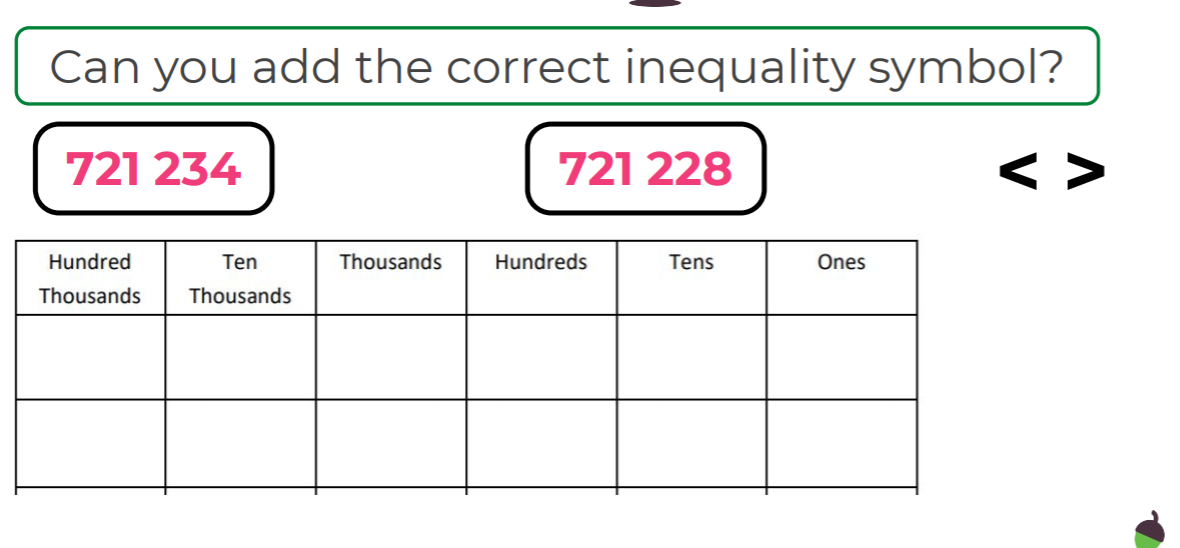 Can you add the correct inequality symbol?
721 234 721 228 < >
Hundred Thousands Ten Thousands Thousands Hundreds Tens Ones